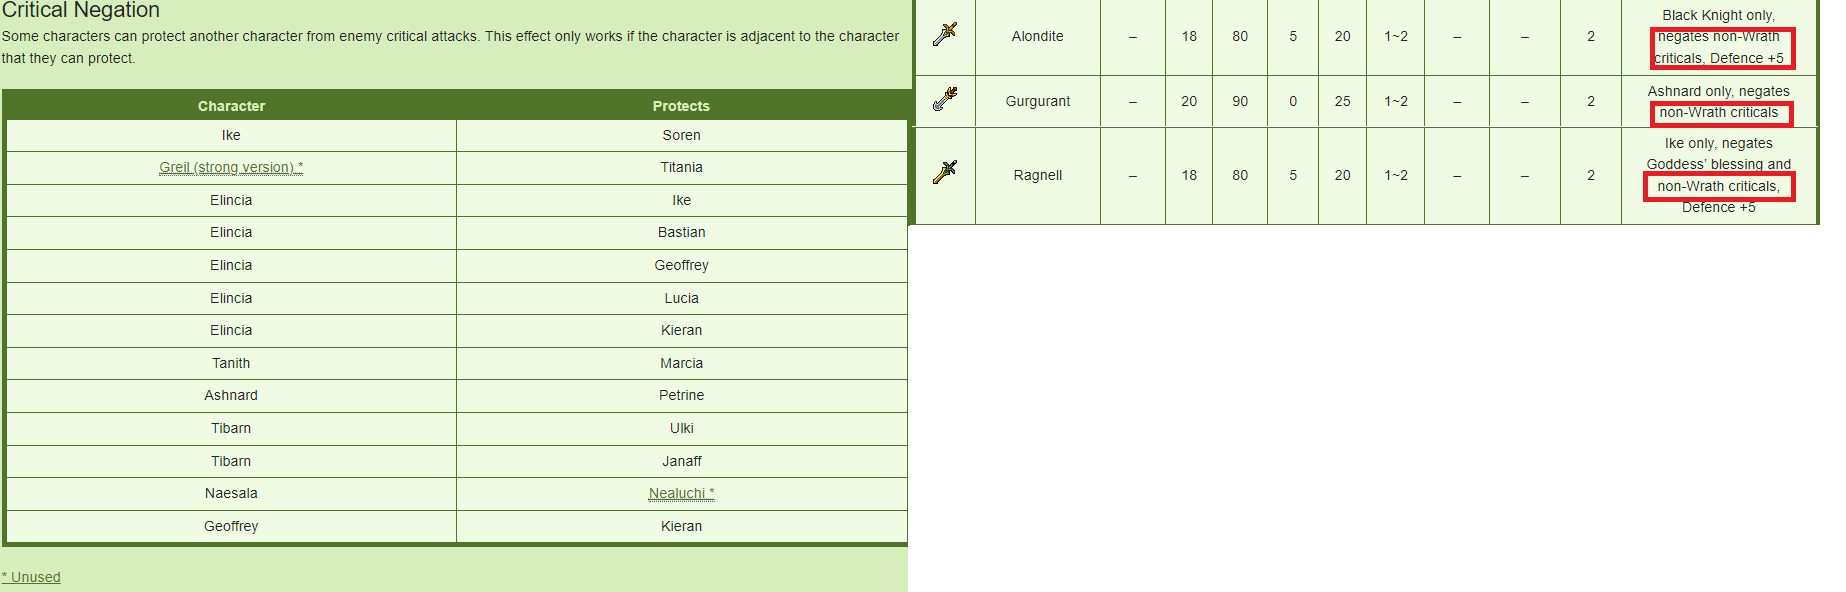 Critical Negation
Some characters can protect another character from enemy critical attacks. This effect only works if the character is adjacent to the character
that they can protect.
Character Protects
Ike Soren
Greil (strong version) * Titania
Elincia Ike
Elincia Bastian
Elincia Geoffrey
Elincia Lucia
Elincia Kieran
Tanith Marcia
Ashnard Petrine
Tibarn Ulki
Tibarn Janaff
Naesala Nealuchi *
Geoffrey Kieran
* Unused
Black Knight only,
Alondite – 18 80 5 20 1~2 – – 2 negates non-Wrath
criticals, Defence +5
Ashnard only, negates
Gurgurant – 20 90 0 25 1~2 – – 2 non-Wrath criticals
Ike only, negates
Goddess’ blessing and
Ragnell – 18 80 5 20 1~2 – – 2 non-Wrath criticals,
Defence +5